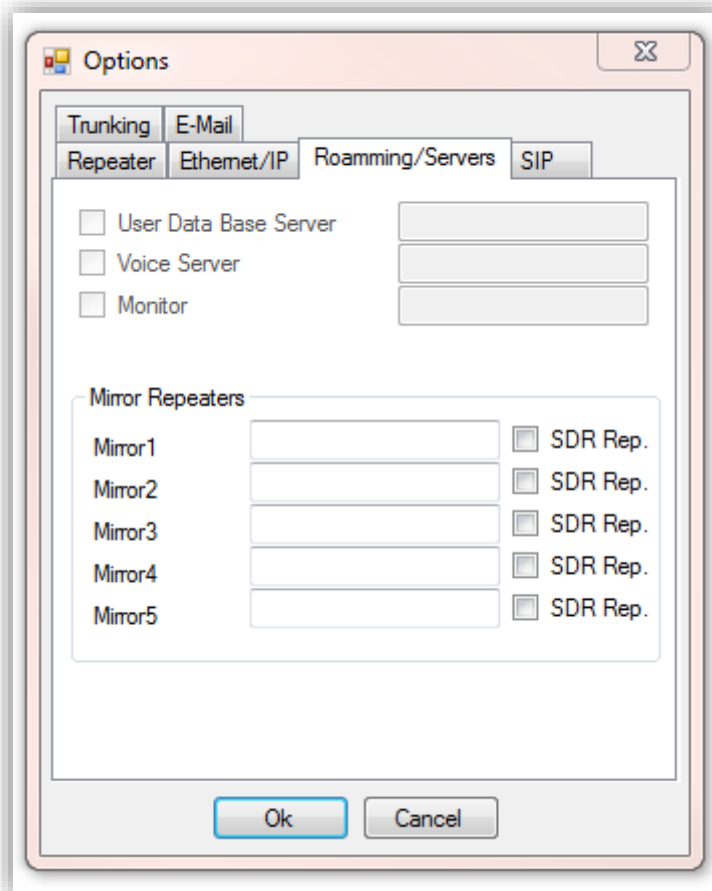 Options
Trunking E-Mail
Repeater Ethernet/IP Roamming/Servers SIP
User Data Base Server
Voice Server
Monitor
Mirror Repeaters
Mirror1 SDR Rep.
Mirror2 SDR Rep.
Mirror3 SDR Rep.
Mirror4 SDR Rep.
Mirror5 SDR Rep.
Ok Cancel